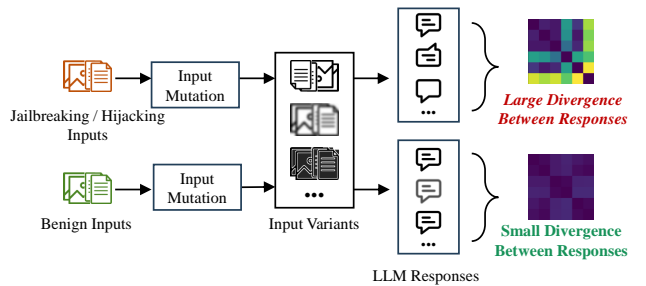 Jailbreaking / Hijacking
Inputs
Input
Mutation
Benign Inputs
Input
Mutation
•••
Input Variants
•••
•••
LLM Responses
Large Divergence
Between Responses
Small Divergence
Between Responses